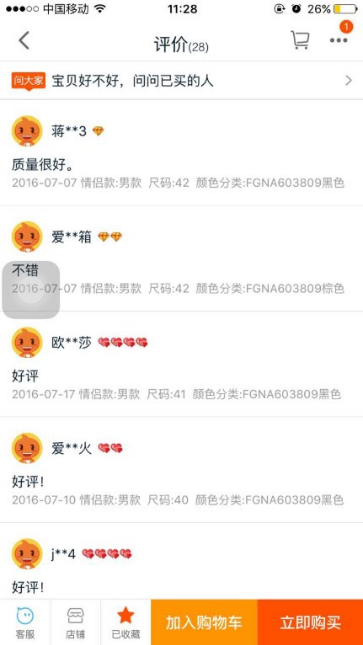 中国移动 11:28 26%
评价(28) 1
问大家 宝贝好不好，问问已买的人
蒋**3
质量很好。
2016-07-07 情侣款:男款 尺码:42 颜色分类:FGNA603809黑色
爱**箱
不错
2016-07-07 情侣款:男款 尺码:42 颜色分类:FGNA603809棕色
欧**莎
好评
2016-07-17 情侣款:男款 尺码:41 颜色分类:FGNA603809黑色
爱**火
好评！
2016-07-10 情侣款:男款 尺码:40 颜色分类:FGNA603809黑色
j**4
好评！
客服 店铺 已收藏 加入购物车 立即购买